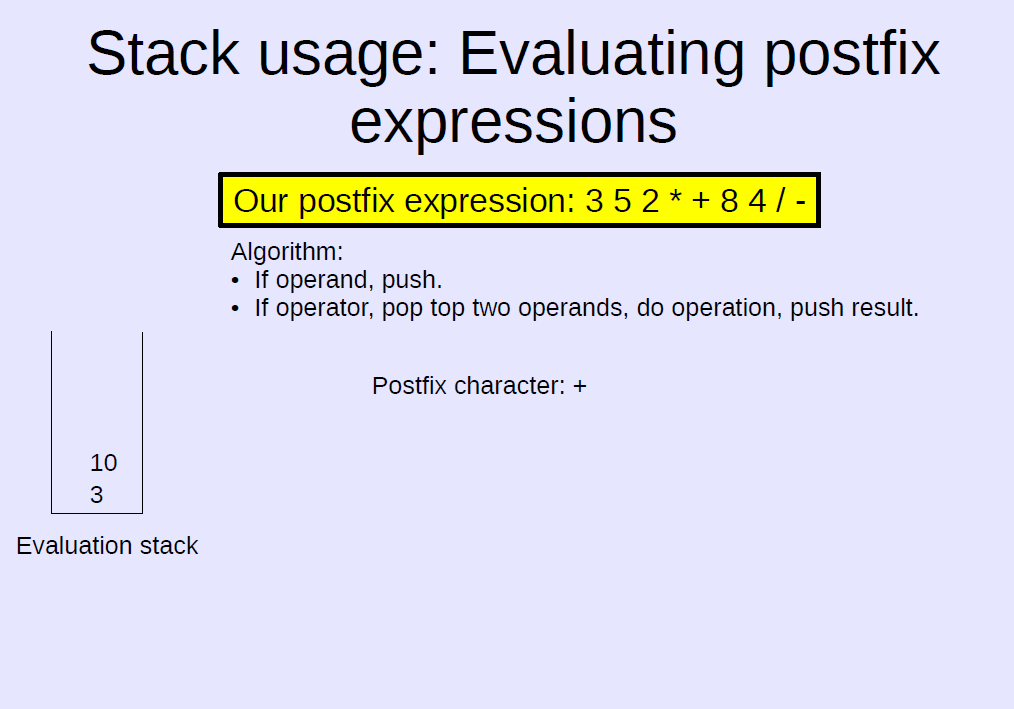 Stack usage: Evaluating postfix
expressions
Our postfix expression: 3 5 2 * + 8 4 / -
Algorithm:
• If operand, push.
• If operator, pop top two operands, do operation, push result.
Postfix character: +
10
3
Evaluation stack